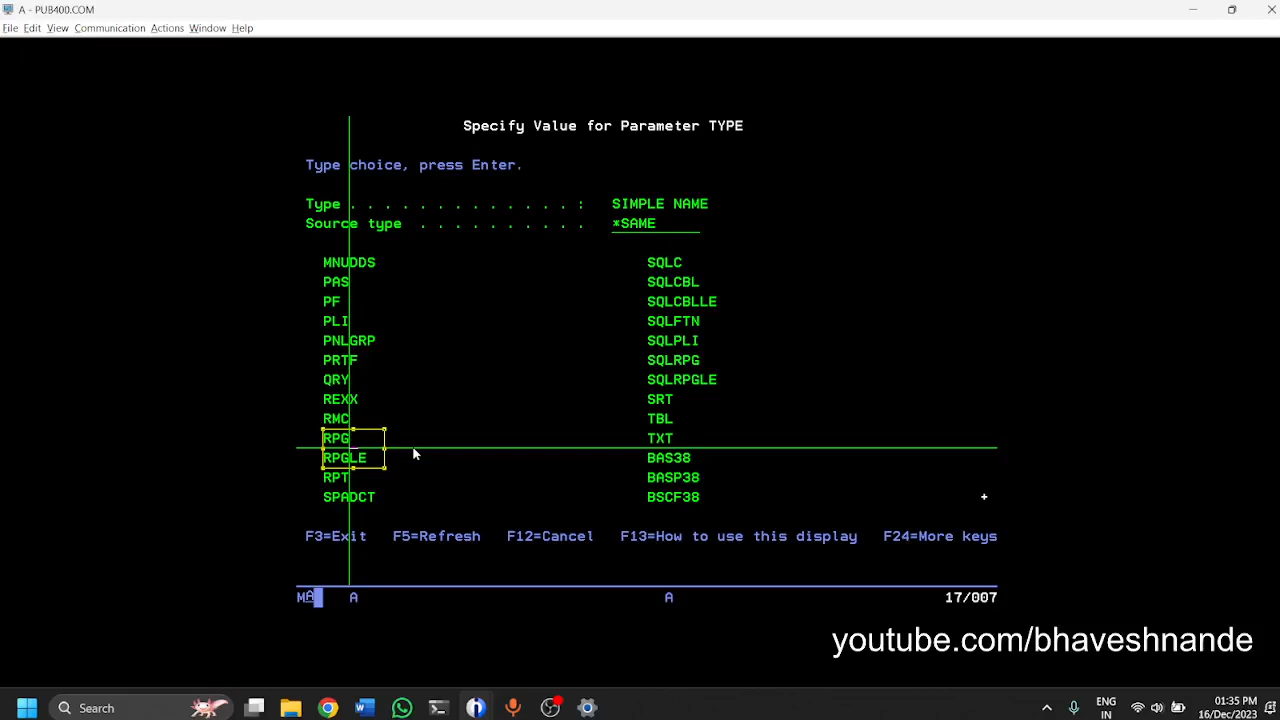 A - PUB400.COM
File Edit View Communication Actions Window Help
Specify Value for Parameter TYPE
Type choice, press Enter.
Type . . . . . . . . . . . . . . : SIMPLE NAME
Source type . . . . . . . . . . *SAME
MNUDDS SQLC
PAS SQLCBL
PF SQLCBLLE
PLI SQLFTN
PNLGRP SQLPLI
PRTF SQLRPG
QRY SQLRPGLE
REXX SRT
RMC TBL
RPG TXT
RPGLE BAS38
RPT BASP38
SPADCT BSCF38 +
F3=Exit F5=Refresh F12=Cancel F13=How to use this display F24=More keys
MA A A 17/007
youtube.com/bhaveshnande
Search ENG 01:35 PM
IN 16/Dec/2023